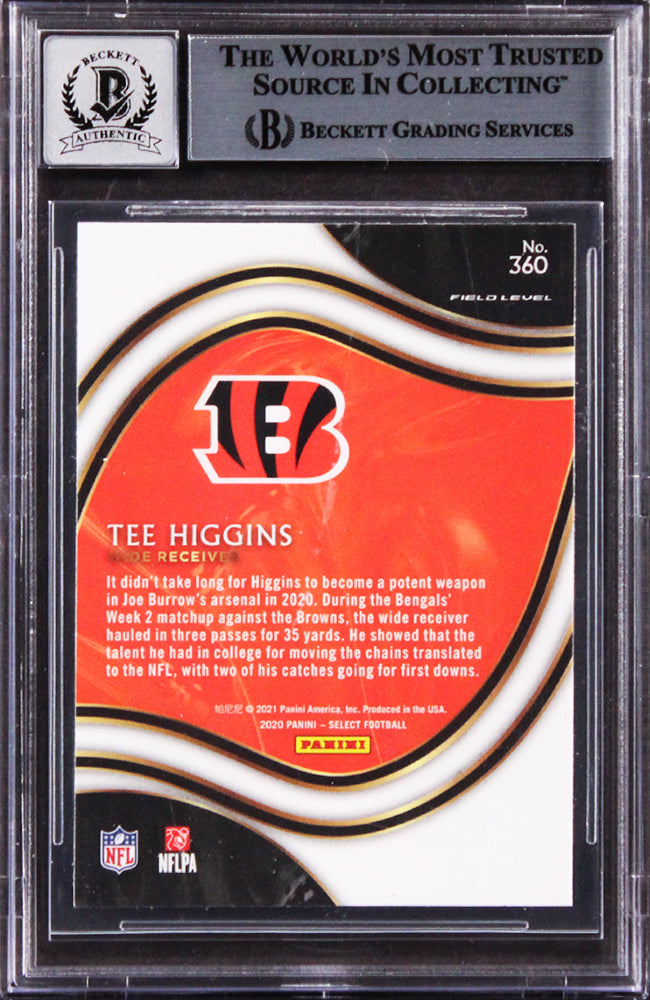 BECKETT
B
AUTHENTIC
THE WORLD'S MOST TRUSTED
SOURCE IN COLLECTING™
B BECKETT GRADING SERVICES
No.
360
FIELD LEVEL
B
TEE HIGGINS
WIDE RECEIVER
It didn't take long for Higgins to become a potent weapon
in Joe Burrow's arsenal in 2020. During the Bengals'
Week 2 matchup against the Browns, the wide receiver
hauled in three passes for 35 yards. He showed that the
talent he had in college for moving the chains translated
to the NFL, with two of his catches going for first downs.
帕尼尼 © 2021 Panini America, Inc. Produced in the USA.
2020 PANINI – SELECT FOOTBALL
PANINI
NFL
NFLPA